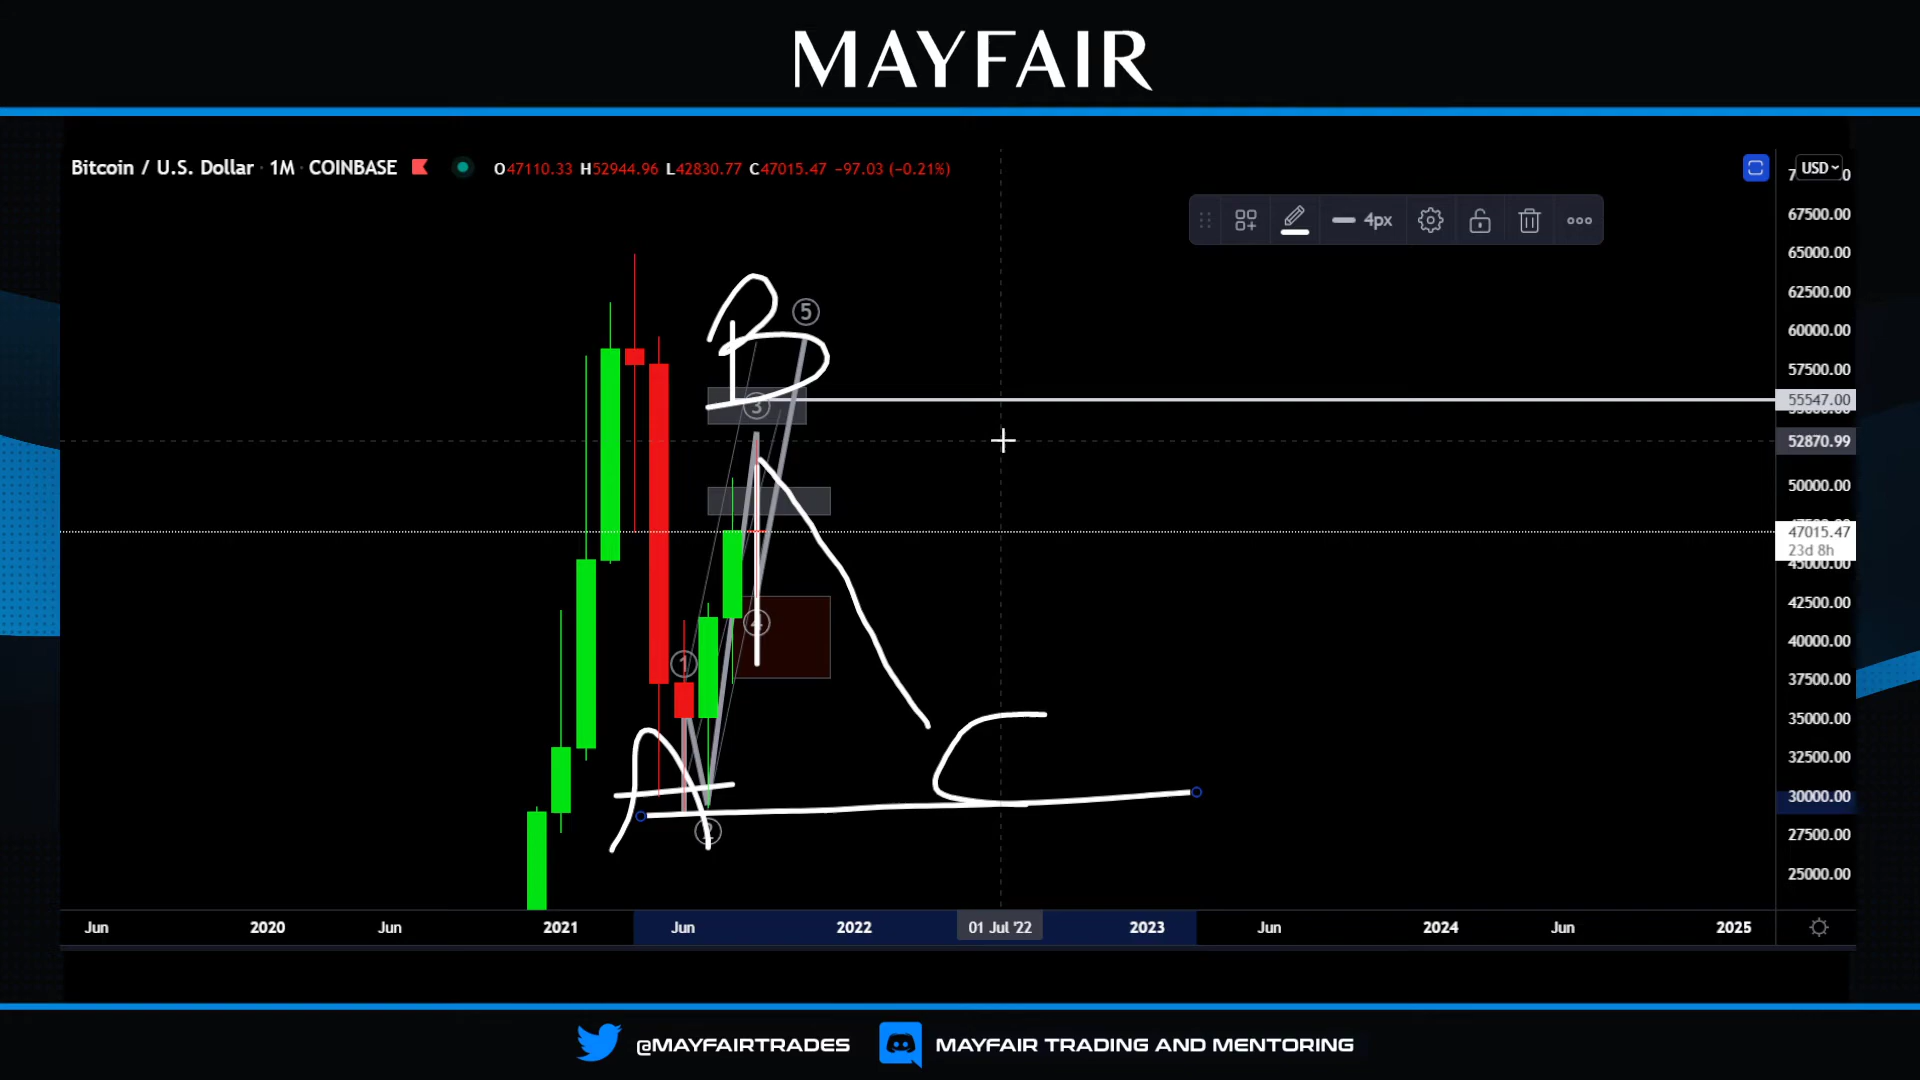 MAYFAIR
Bitcoin / U.S. Dollar · 1M · COINBASE O47110.33 H52944.96 L42830.77 C47015.47 −97.03 (−0.21%)
USD
4px
67500.00
65000.00
62500.00
60000.00
57500.00
55547.00
52870.99
50000.00
47015.47
23d 8h
45000.00
42500.00
40000.00
37500.00
35000.00
32500.00
30000.00
27500.00
25000.00
B
5
3
4
1
A
C
2
Jun 2020 Jun 2021 Jun 2022 01 Jul '22 2023 Jun 2024 Jun 2025
@MAYFAIRTRADES MAYFAIR TRADING AND MENTORING